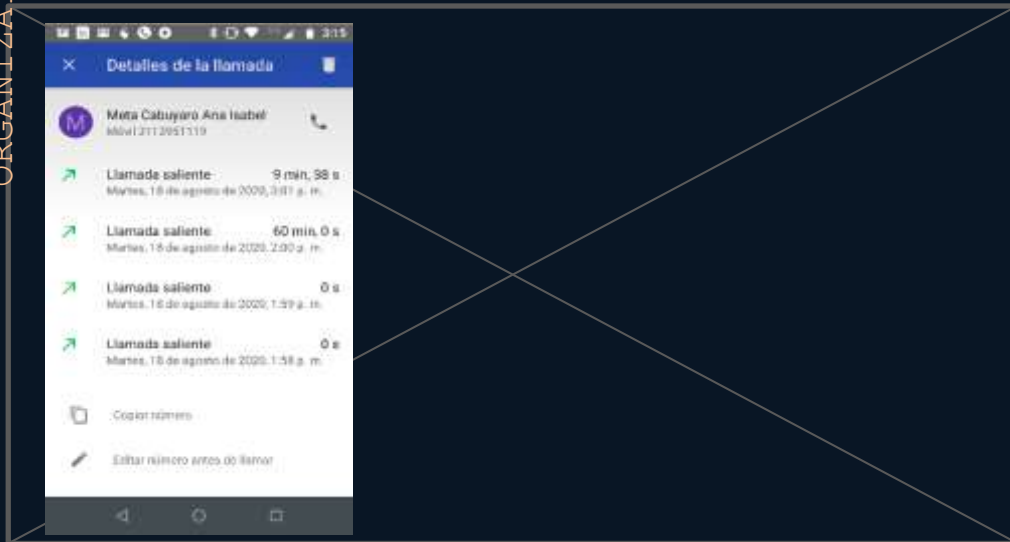 ORGANIZA
3:15
Detalles de la llamada
M
Meta Cabuyaro Ana Isabel
Móvil 3112951119
Llamada saliente 9 min, 38 s
Martes, 18 de agosto de 2020, 3:01 p. m.
Llamada saliente 60 min, 0 s
Martes, 18 de agosto de 2020, 2:00 p. m.
Llamada saliente 0 s
Martes, 18 de agosto de 2020, 1:59 p. m.
Llamada saliente 0 s
Martes, 18 de agosto de 2020, 1:58 p. m.
Copiar número
Editar número antes de llamar